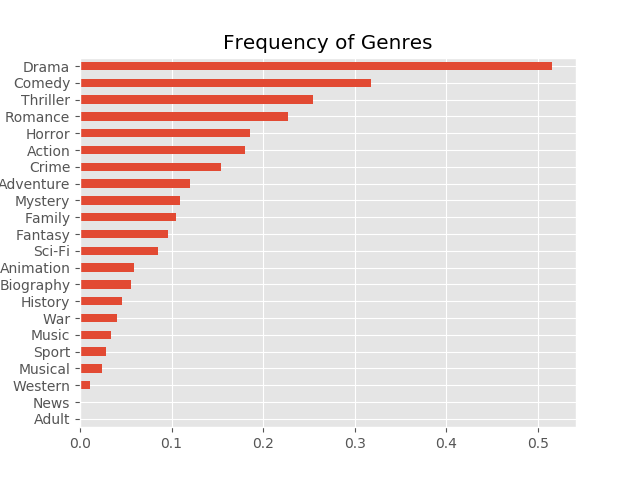 Frequency of Genres
Drama
Comedy
Thriller
Romance
Horror
Action
Crime
Adventure
Mystery
Family
Fantasy
Sci-Fi
Animation
Biography
History
War
Music
Sport
Musical
Western
News
Adult
0.0 0.1 0.2 0.3 0.4 0.5